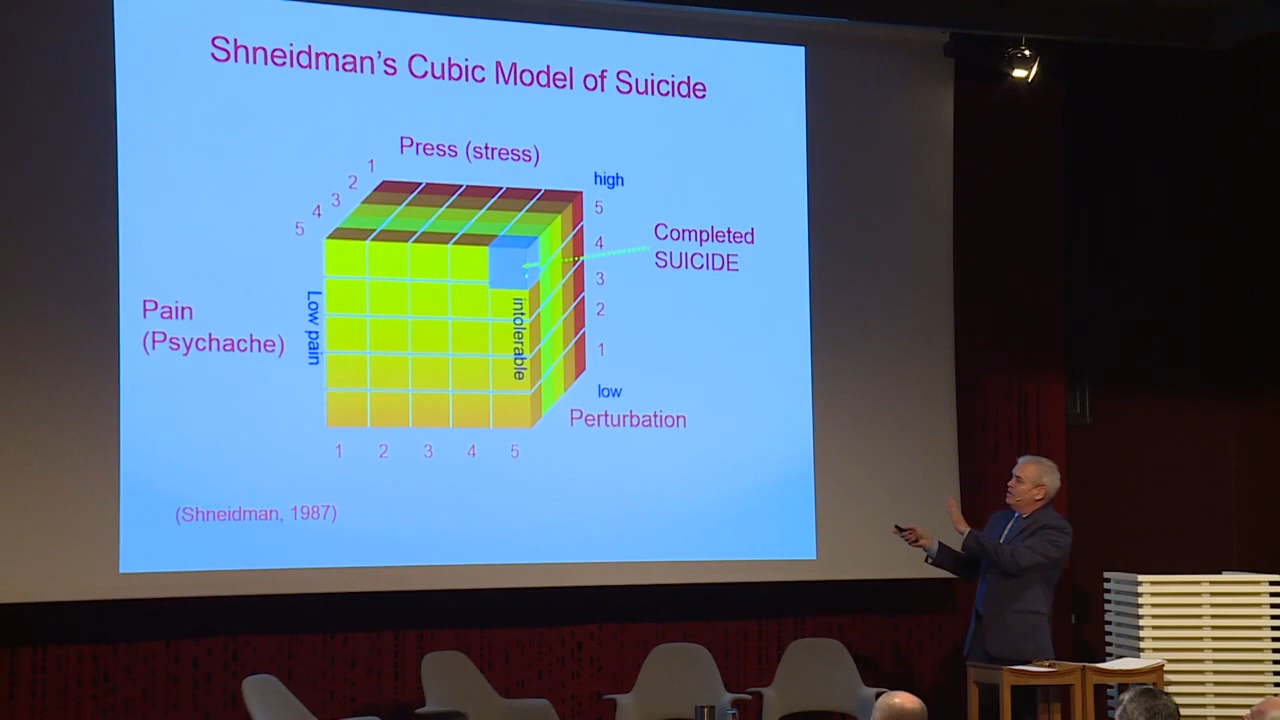 Shneidman's Cubic Model of Suicide
Press (stress)
1
2
3
4
5
high
5
4
3
2
1
low
Completed
SUICIDE
Pain
(Psychache)
Low pain
intolerable
Perturbation
1 2 3 4 5
(Shneidman, 1987)